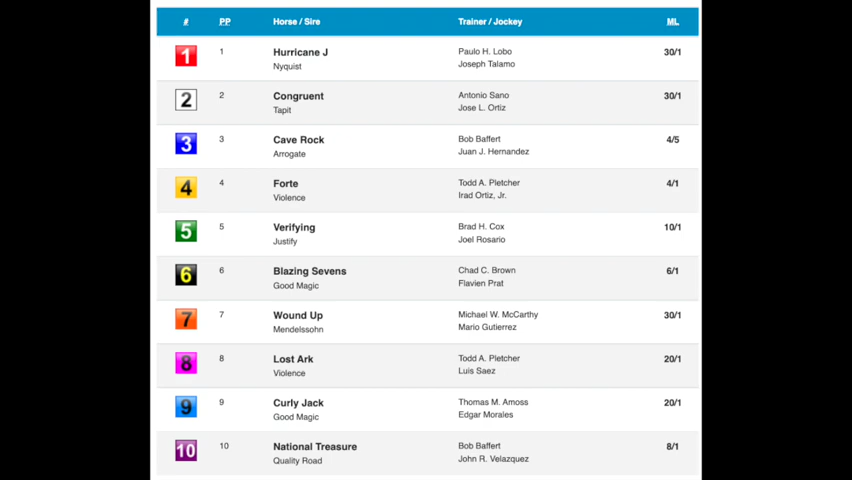 # PP Horse / Sire Trainer / Jockey ML
1 1 Hurricane J Paulo H. Lobo 30/1
Nyquist Joseph Talamo
2 2 Congruent Antonio Sano 30/1
Tapit Jose L. Ortiz
3 3 Cave Rock Bob Baffert 4/5
Arrogate Juan J. Hernandez
4 4 Forte Todd A. Pletcher 4/1
Violence Irad Ortiz, Jr.
5 5 Verifying Brad H. Cox 10/1
Justify Joel Rosario
6 6 Blazing Sevens Chad C. Brown 6/1
Good Magic Flavien Prat
7 7 Wound Up Michael W. McCarthy 30/1
Mendelssohn Mario Gutierrez
8 8 Lost Ark Todd A. Pletcher 20/1
Violence Luis Saez
9 9 Curly Jack Thomas M. Amoss 20/1
Good Magic Edgar Morales
10 10 National Treasure Bob Baffert 8/1
Quality Road John R. Velazquez